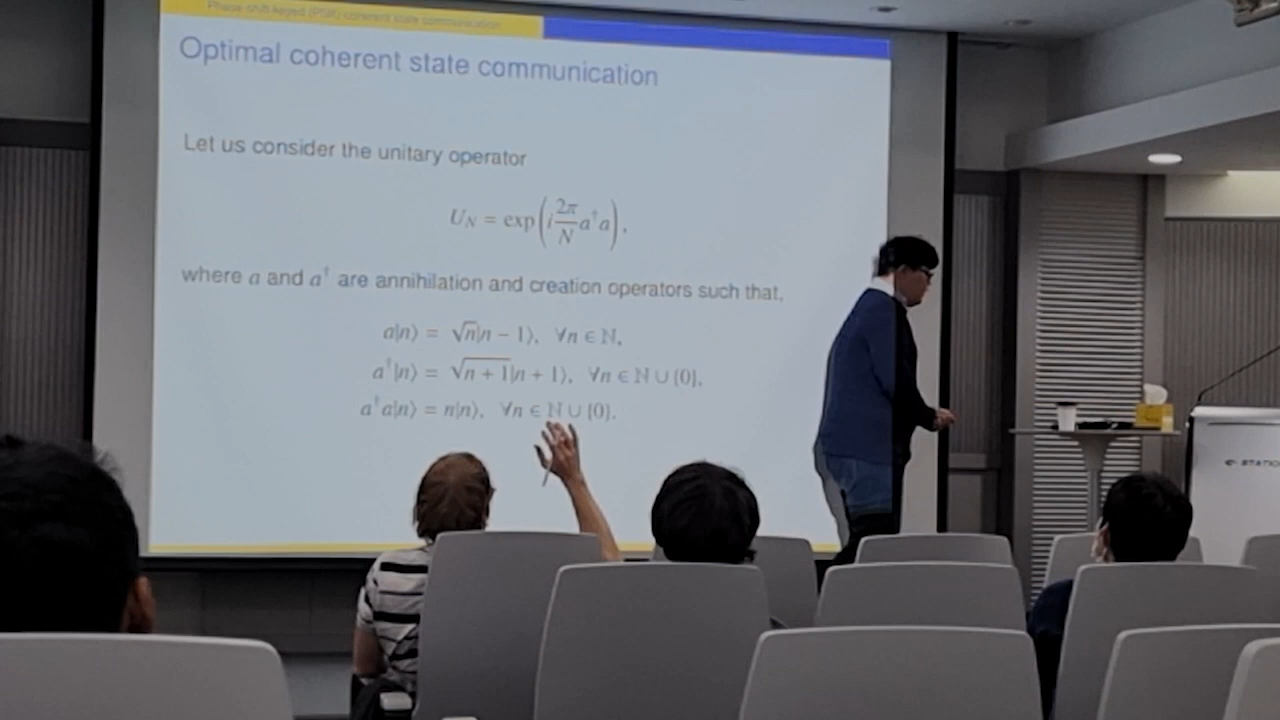 Phase shift keyed (PSK) coherent state communication
Optimal coherent state communication
Let us consider the unitary operator
U_N = exp(i 2π/N a†a),
where a and a† are annihilation and creation operators such that,
a|n⟩ = √n|n − 1⟩, ∀n ∈ ℕ,
a†|n⟩ = √(n + 1)|n + 1⟩, ∀n ∈ ℕ ∪ {0},
a†a|n⟩ = n|n⟩, ∀n ∈ ℕ ∪ {0}.